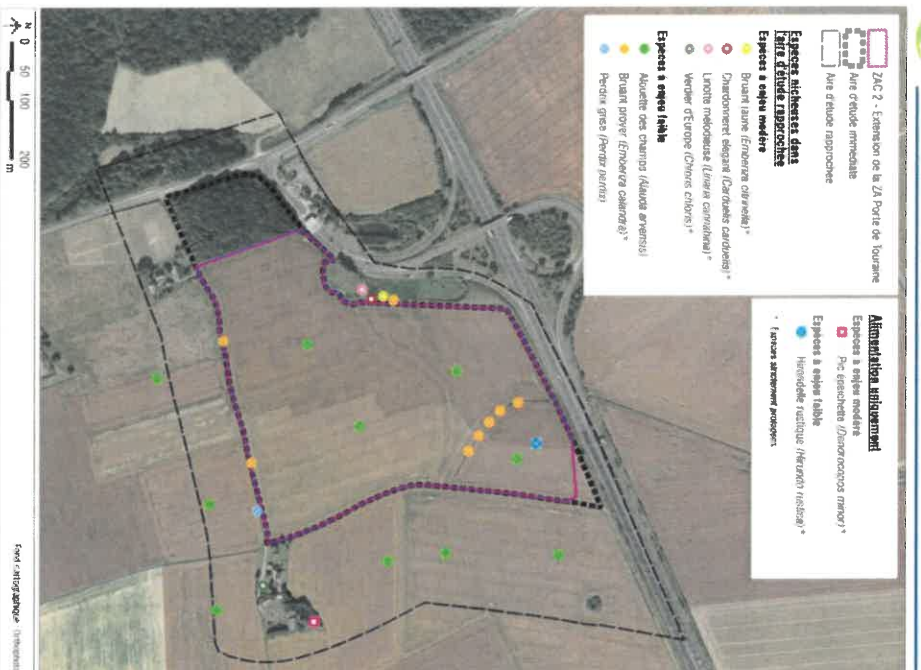 ZAC 2 - Extension de la ZA Porte de Touraine
Aire d'étude immédiate
Aire d'étude rapprochée
Espèces nicheuses dans
l'aire d'étude rapprochée
Espèces à enjeu modéré
Bruant jaune (Emberiza citrinella)*
Chardonneret élégant (Carduelis carduelis)*
Linotte mélodieuse (Linaria cannabina)*
Verdier d'Europe (Chloris chloris)*
Espèces à enjeu faible
Alouette des champs (Alauda arvensis)
Bruant proyer (Emberiza calandra)*
Perdrix grise (Perdix perdix)
Alimentation uniquement
Espèces à enjeu modéré
Pic épeichette (Dendrocopos minor)*
Espèces à enjeu faible
Hirondelle rustique (Hirundo rustica)*
* Espèces strictement protégées
N
0 50 100 200
m
Fond cartographique : Orthophoto